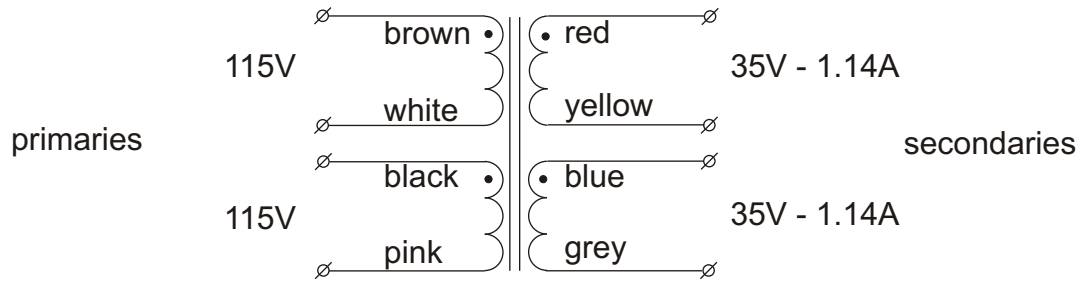 brown
red
115V
35V - 1.14A
white
yellow
primaries
secondaries
black
blue
115V
35V - 1.14A
pink
grey